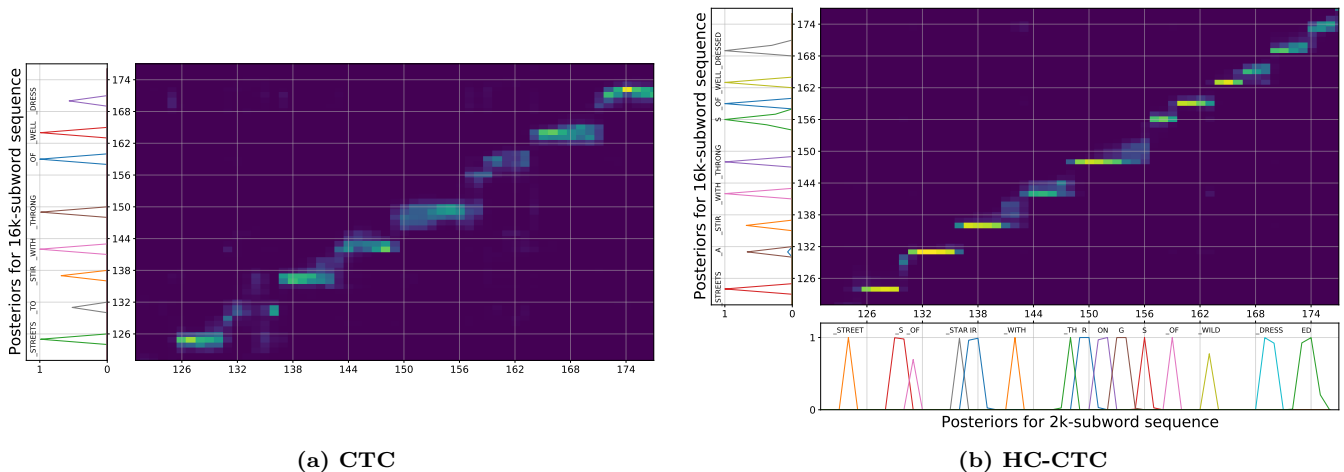 Posteriors for 16k-subword sequence
_DRESS
_WELL
_OF
_THRONG
_WITH
_STIR
_TO
_STREETS
1 0
174
168
162
156
150
144
138
132
126
126 132 138 144 150 156 162 168 174
(a) CTC
Posteriors for 16k-subword sequence
_WELL_DRESSED
S _OF
_THRONG
_WITH
_STIR
_A
STREETS
1 0
174
168
162
156
150
144
138
132
126
126 132 138 144 150 156 162 168 174
_STREET _S _OF _STAR IR _WITH _TH R ON G S _OF _WILD _DRESS ED
1
0
Posteriors for 2k-subword sequence
(b) HC-CTC